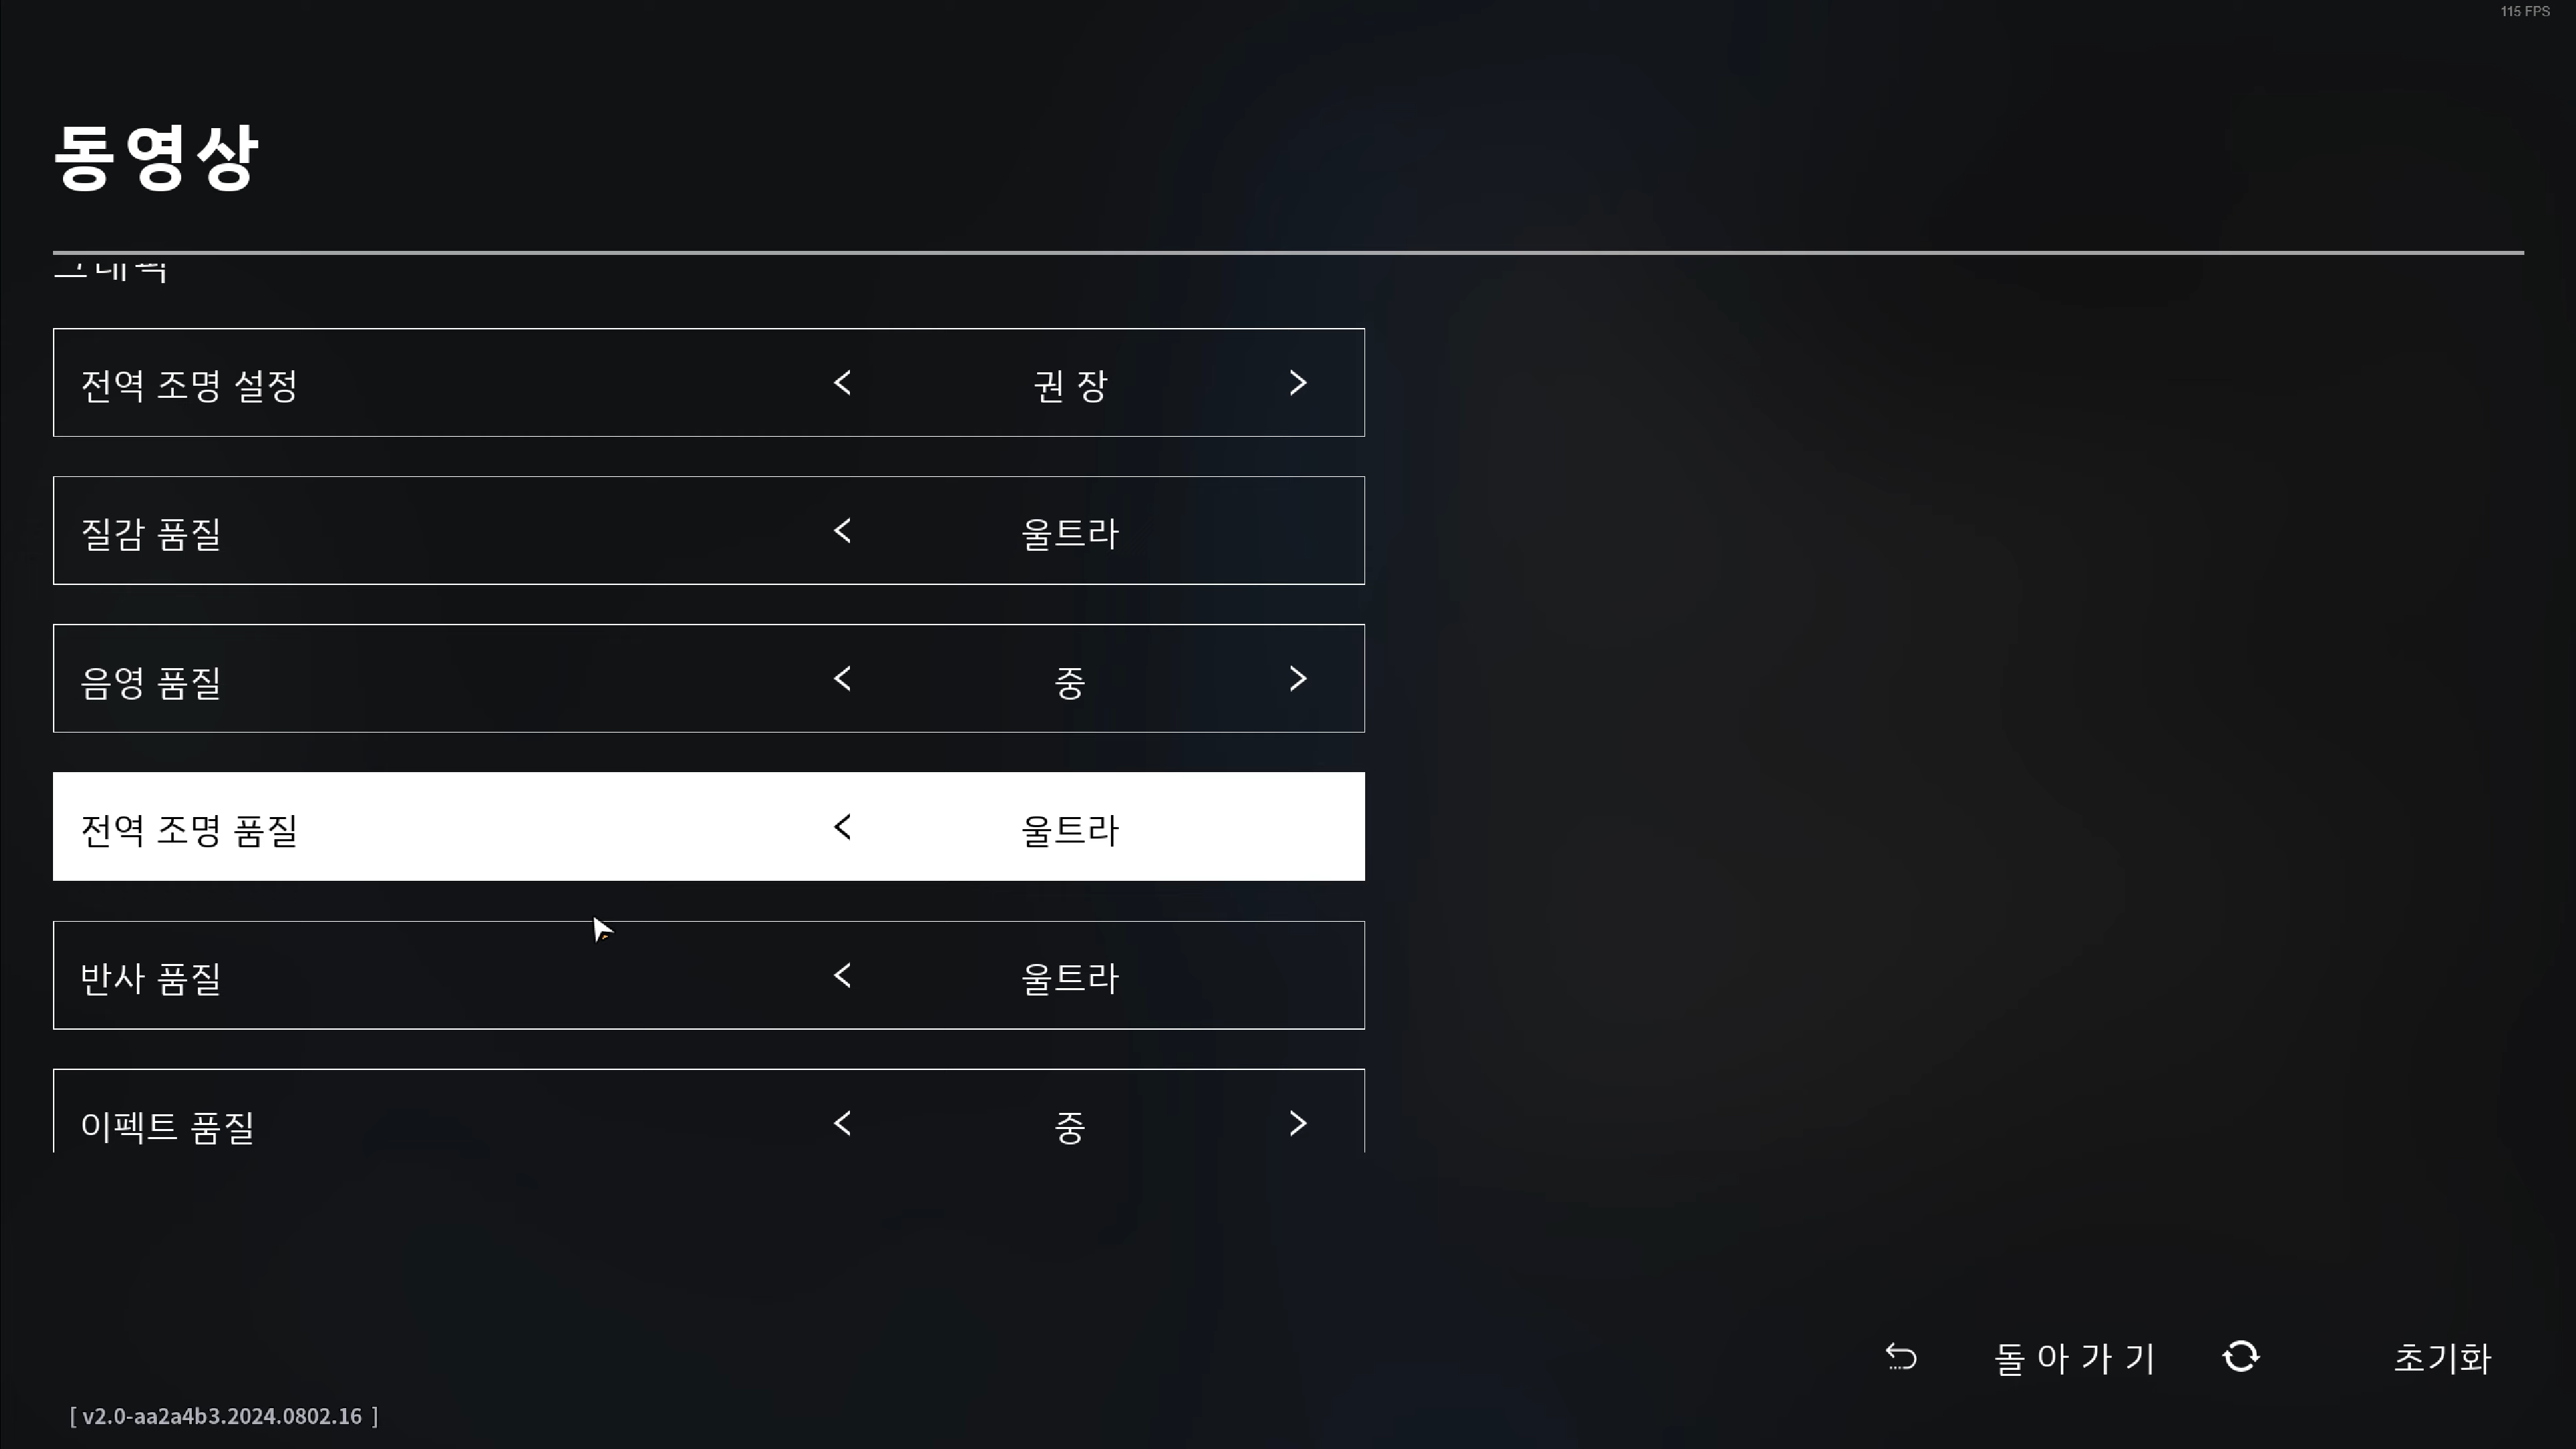 115 FPS
동영상
전역 조명 설정 < 권 장 >
질감 품질 < 울트라
음영 품질 < 중 >
전역 조명 품질 < 울트라
반사 품질 < 울트라
이펙트 품질 < 중 >
돌 아 가 기 초기화
[ v2.0-aa2a4b3.2024.0802.16 ]